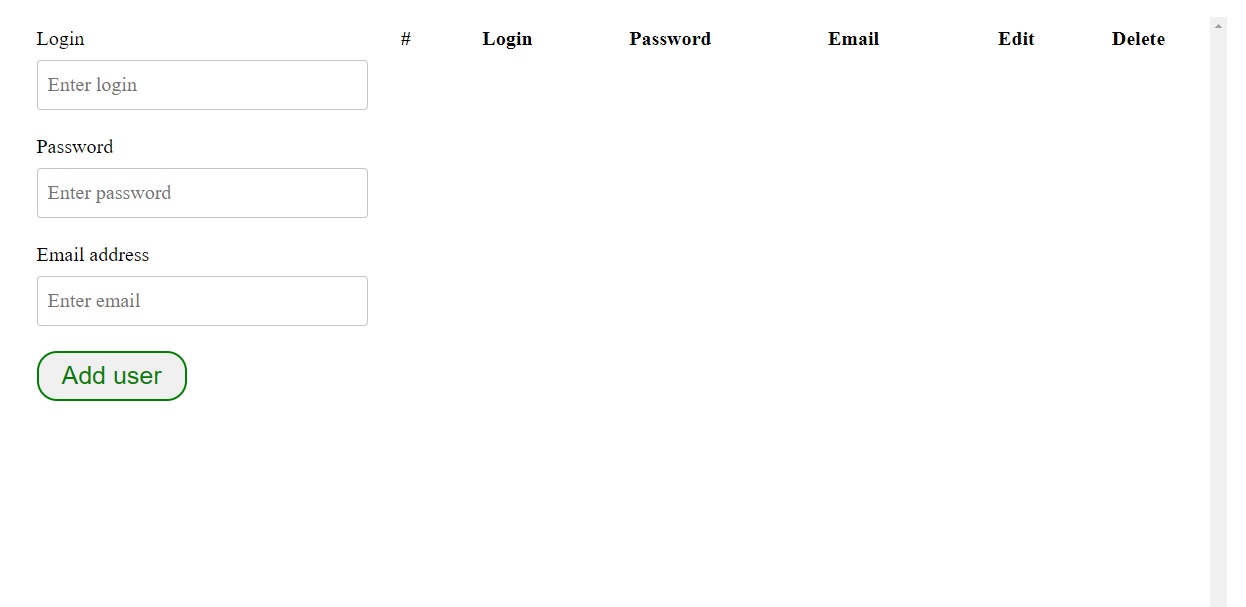 Login
Enter login
Password
Enter password
Email address
Enter email
Add user
# Login Password Email Edit Delete